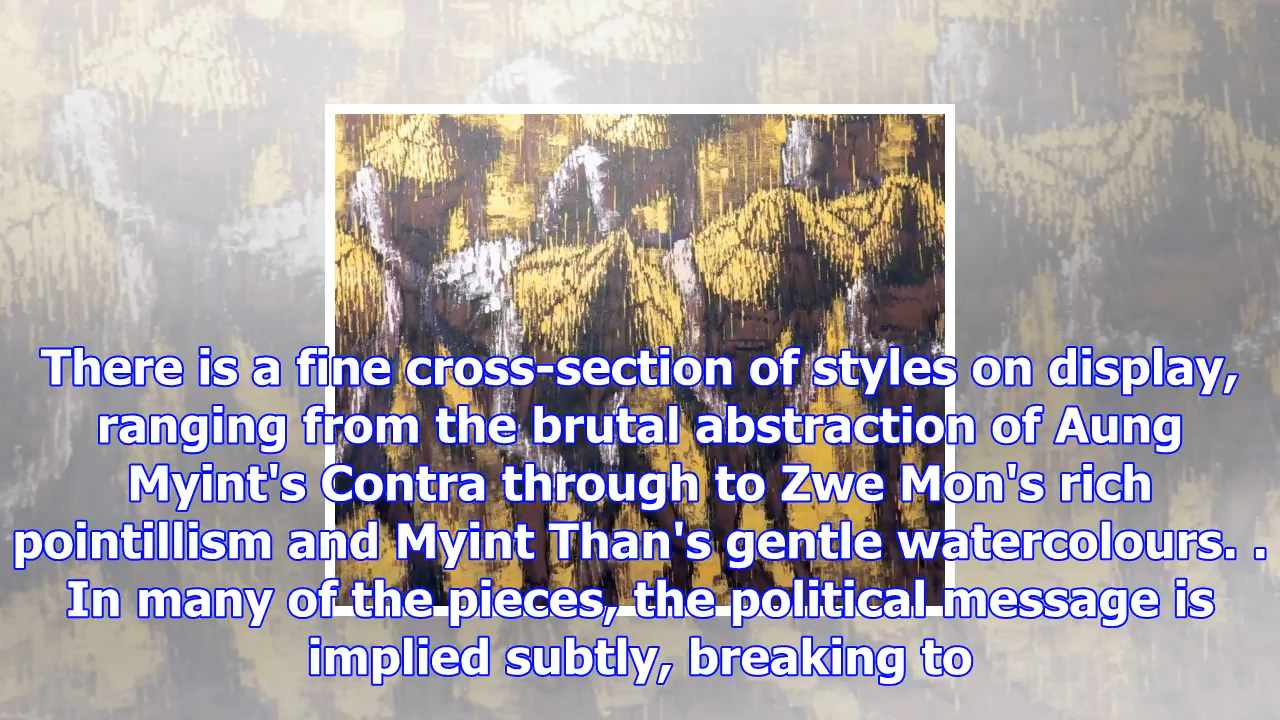 There is a fine cross-section of styles on display,
ranging from the brutal abstraction of Aung
Myint's Contra through to Zwe Mon's rich
pointillism and Myint Than's gentle watercolours. .
In many of the pieces, the political message is
implied subtly, breaking to